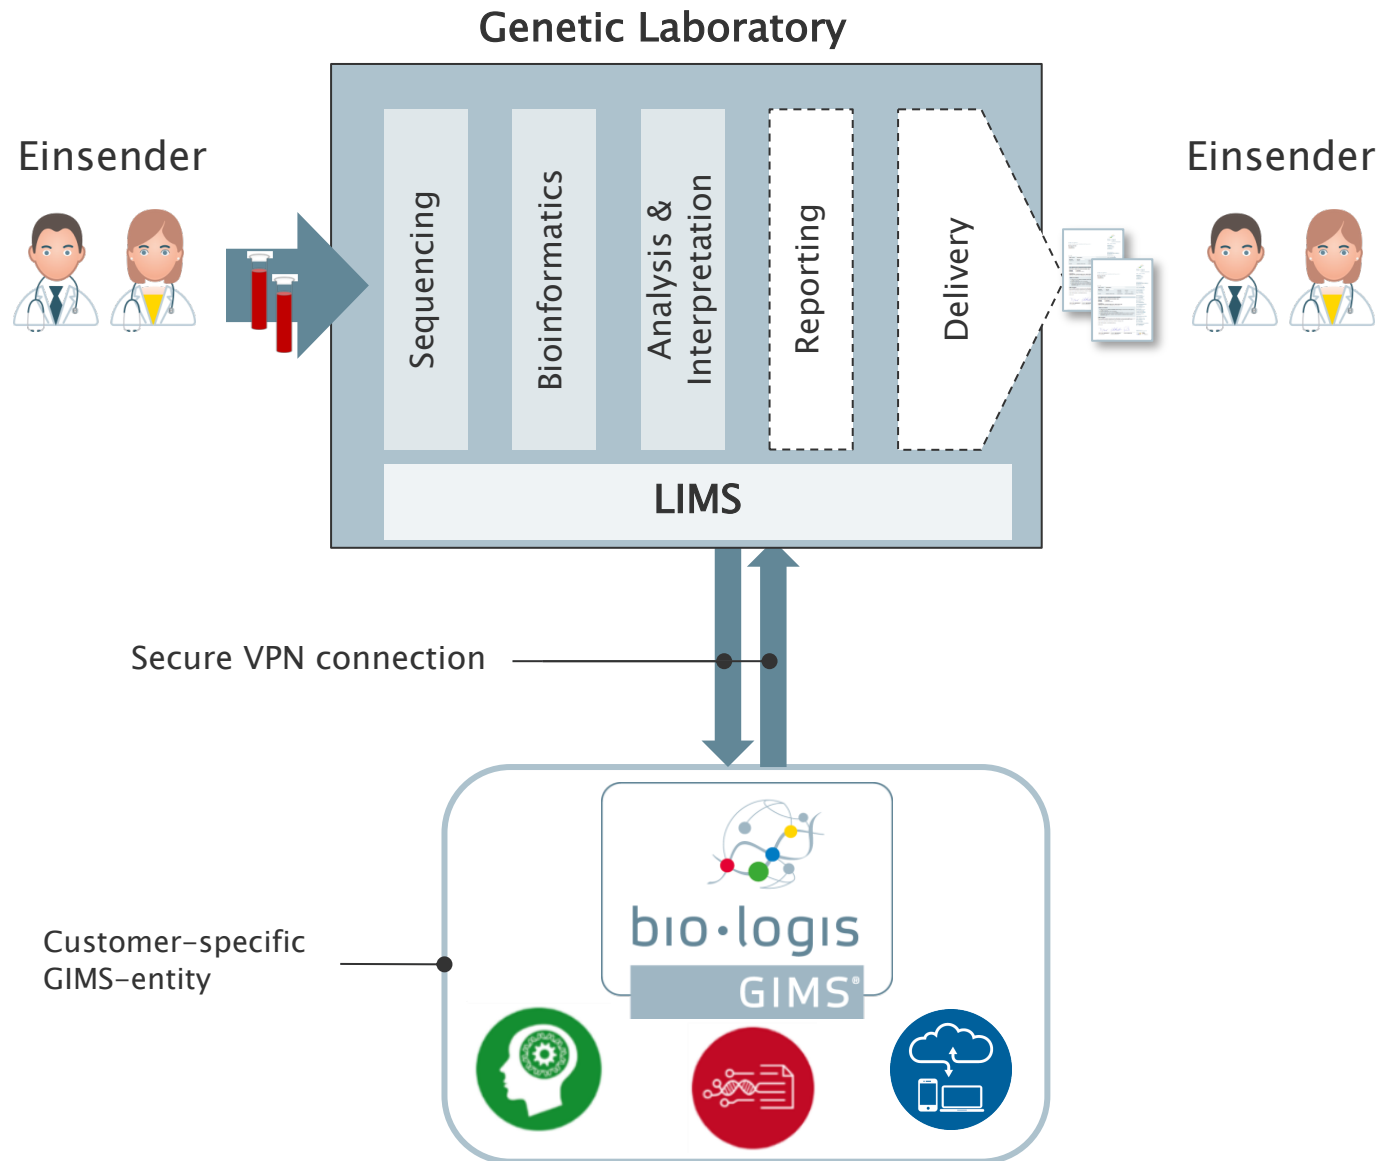 Genetic Laboratory
Einsender
Einsender
Sequencing
Bioinformatics
Analysis &
Interpretation
Reporting
Delivery
LIMS
Secure VPN connection
bio•logis
GIMS®
Customer-specific
GIMS-entity